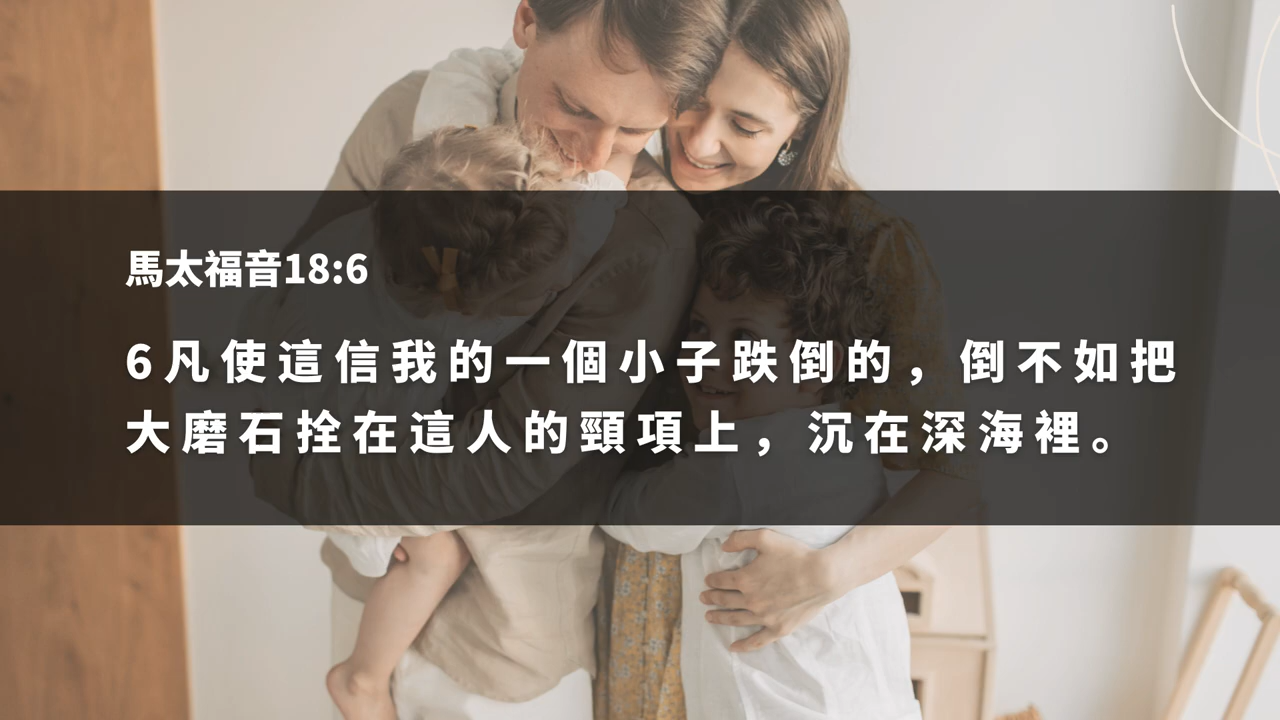 馬太福音18:6
6凡使這信我的一個小子跌倒的，倒不如把
大磨石拴在這人的頸項上，沉在深海裡。